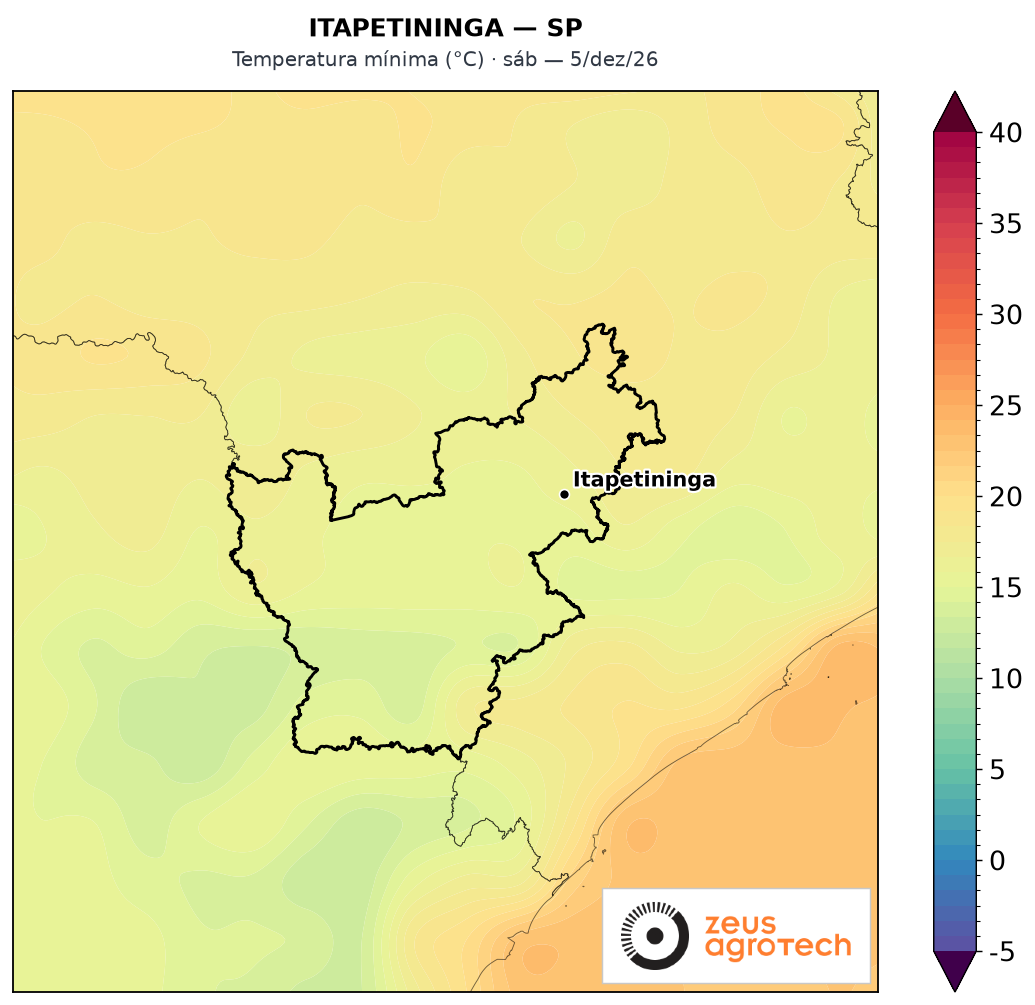 ITAPETININGA — SP
Temperatura mínima (°C) · sáb — 5/dez/26
40
35
30
25
20
15
10
5
0
-5
Itapetininga
zeus
agrotech